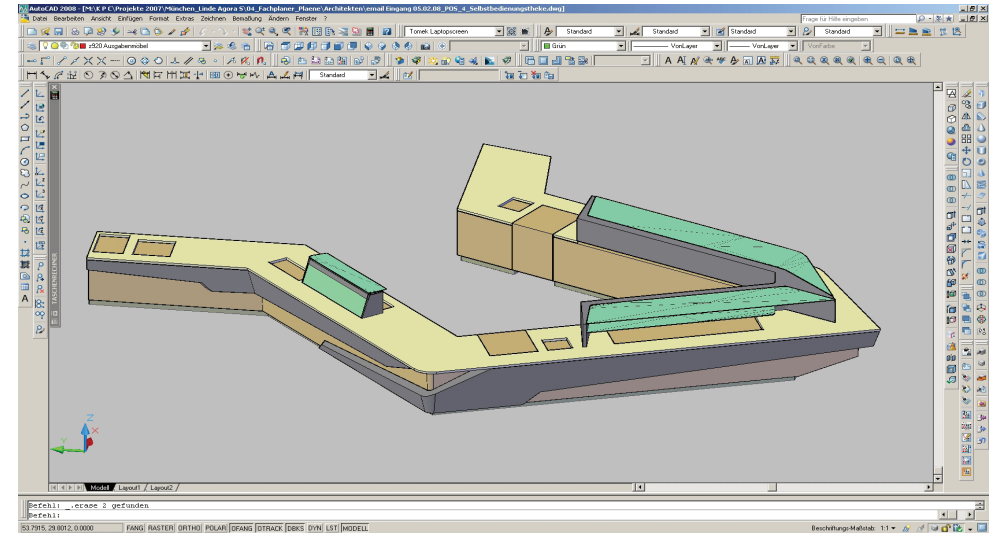 AutoCAD 2008 - [M:\K P C\Projekte 2007\München_Linde Agora S\04_Fachplaner_Plaene\Architekten\email Eingang 05.02.08_POS_4_Selbstbedienungstheke.dwg]
Datei Bearbeiten Ansicht Einfügen Format Extras Zeichnen Bemaßung Ändern Fenster ? Frage für Hilfe eingeben
Tomek Laptopscreen Standard Standard Standard Standard
z920 Ausgabenmöbel Grün VonLayer VonLayer VonFarbe
Standard
TASCHENRECHNER
Z
Y X
Modell Layout1 Layout2
Befehl: _.erase 2 gefunden
Befehl:
53.7915, 29.8012, 0.0000 FANG RASTER ORTHO POLAR OFANG OTRACK DBKS DYN LST MODELL Beschriftungs-Maßstab: 1:1